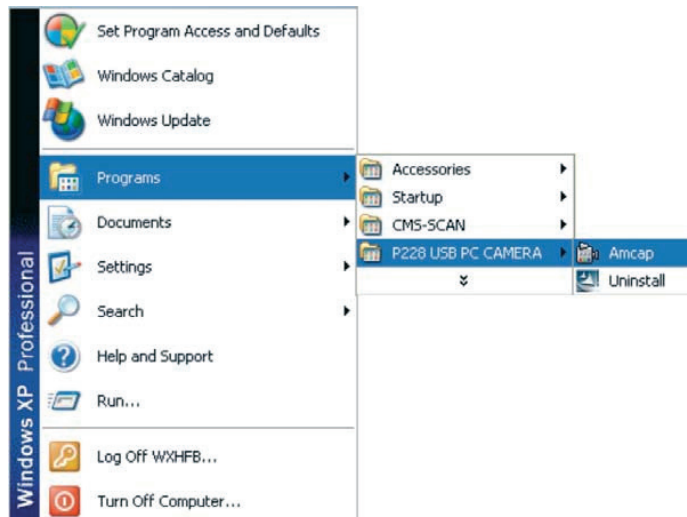 Set Program Access and Defaults
Windows Catalog
Windows Update
Programs
Documents
Settings
Search
Help and Support
Run...
Log Off WXHFB...
Turn Off Computer...
Accessories
Startup
CMS-SCAN
P228 USB PC CAMERA
Amcap
Uninstall
Windows XP Professional